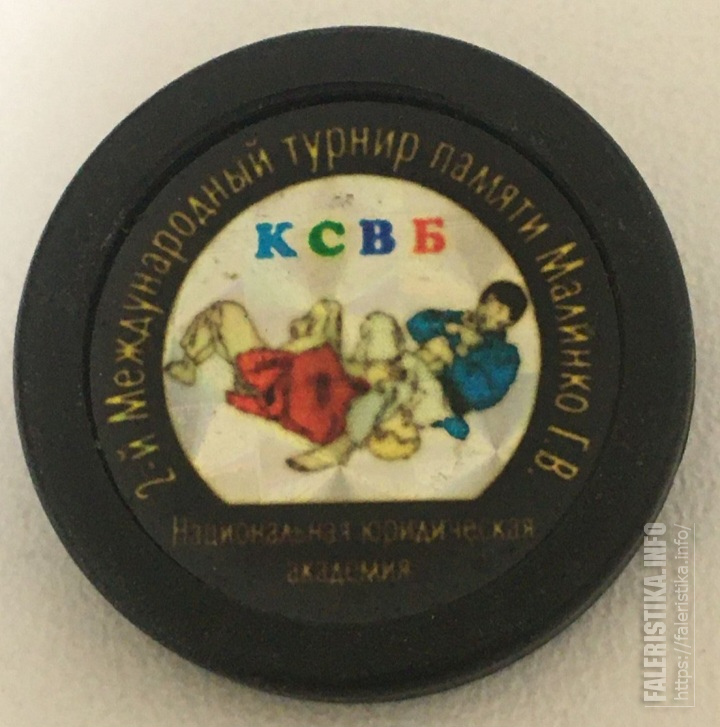 2-й Международный турнир памяти Малинко Г.В.
КСВБ
Национальная юридическая
академия
FALERISTIKA.INFO
https://faleristika.info/